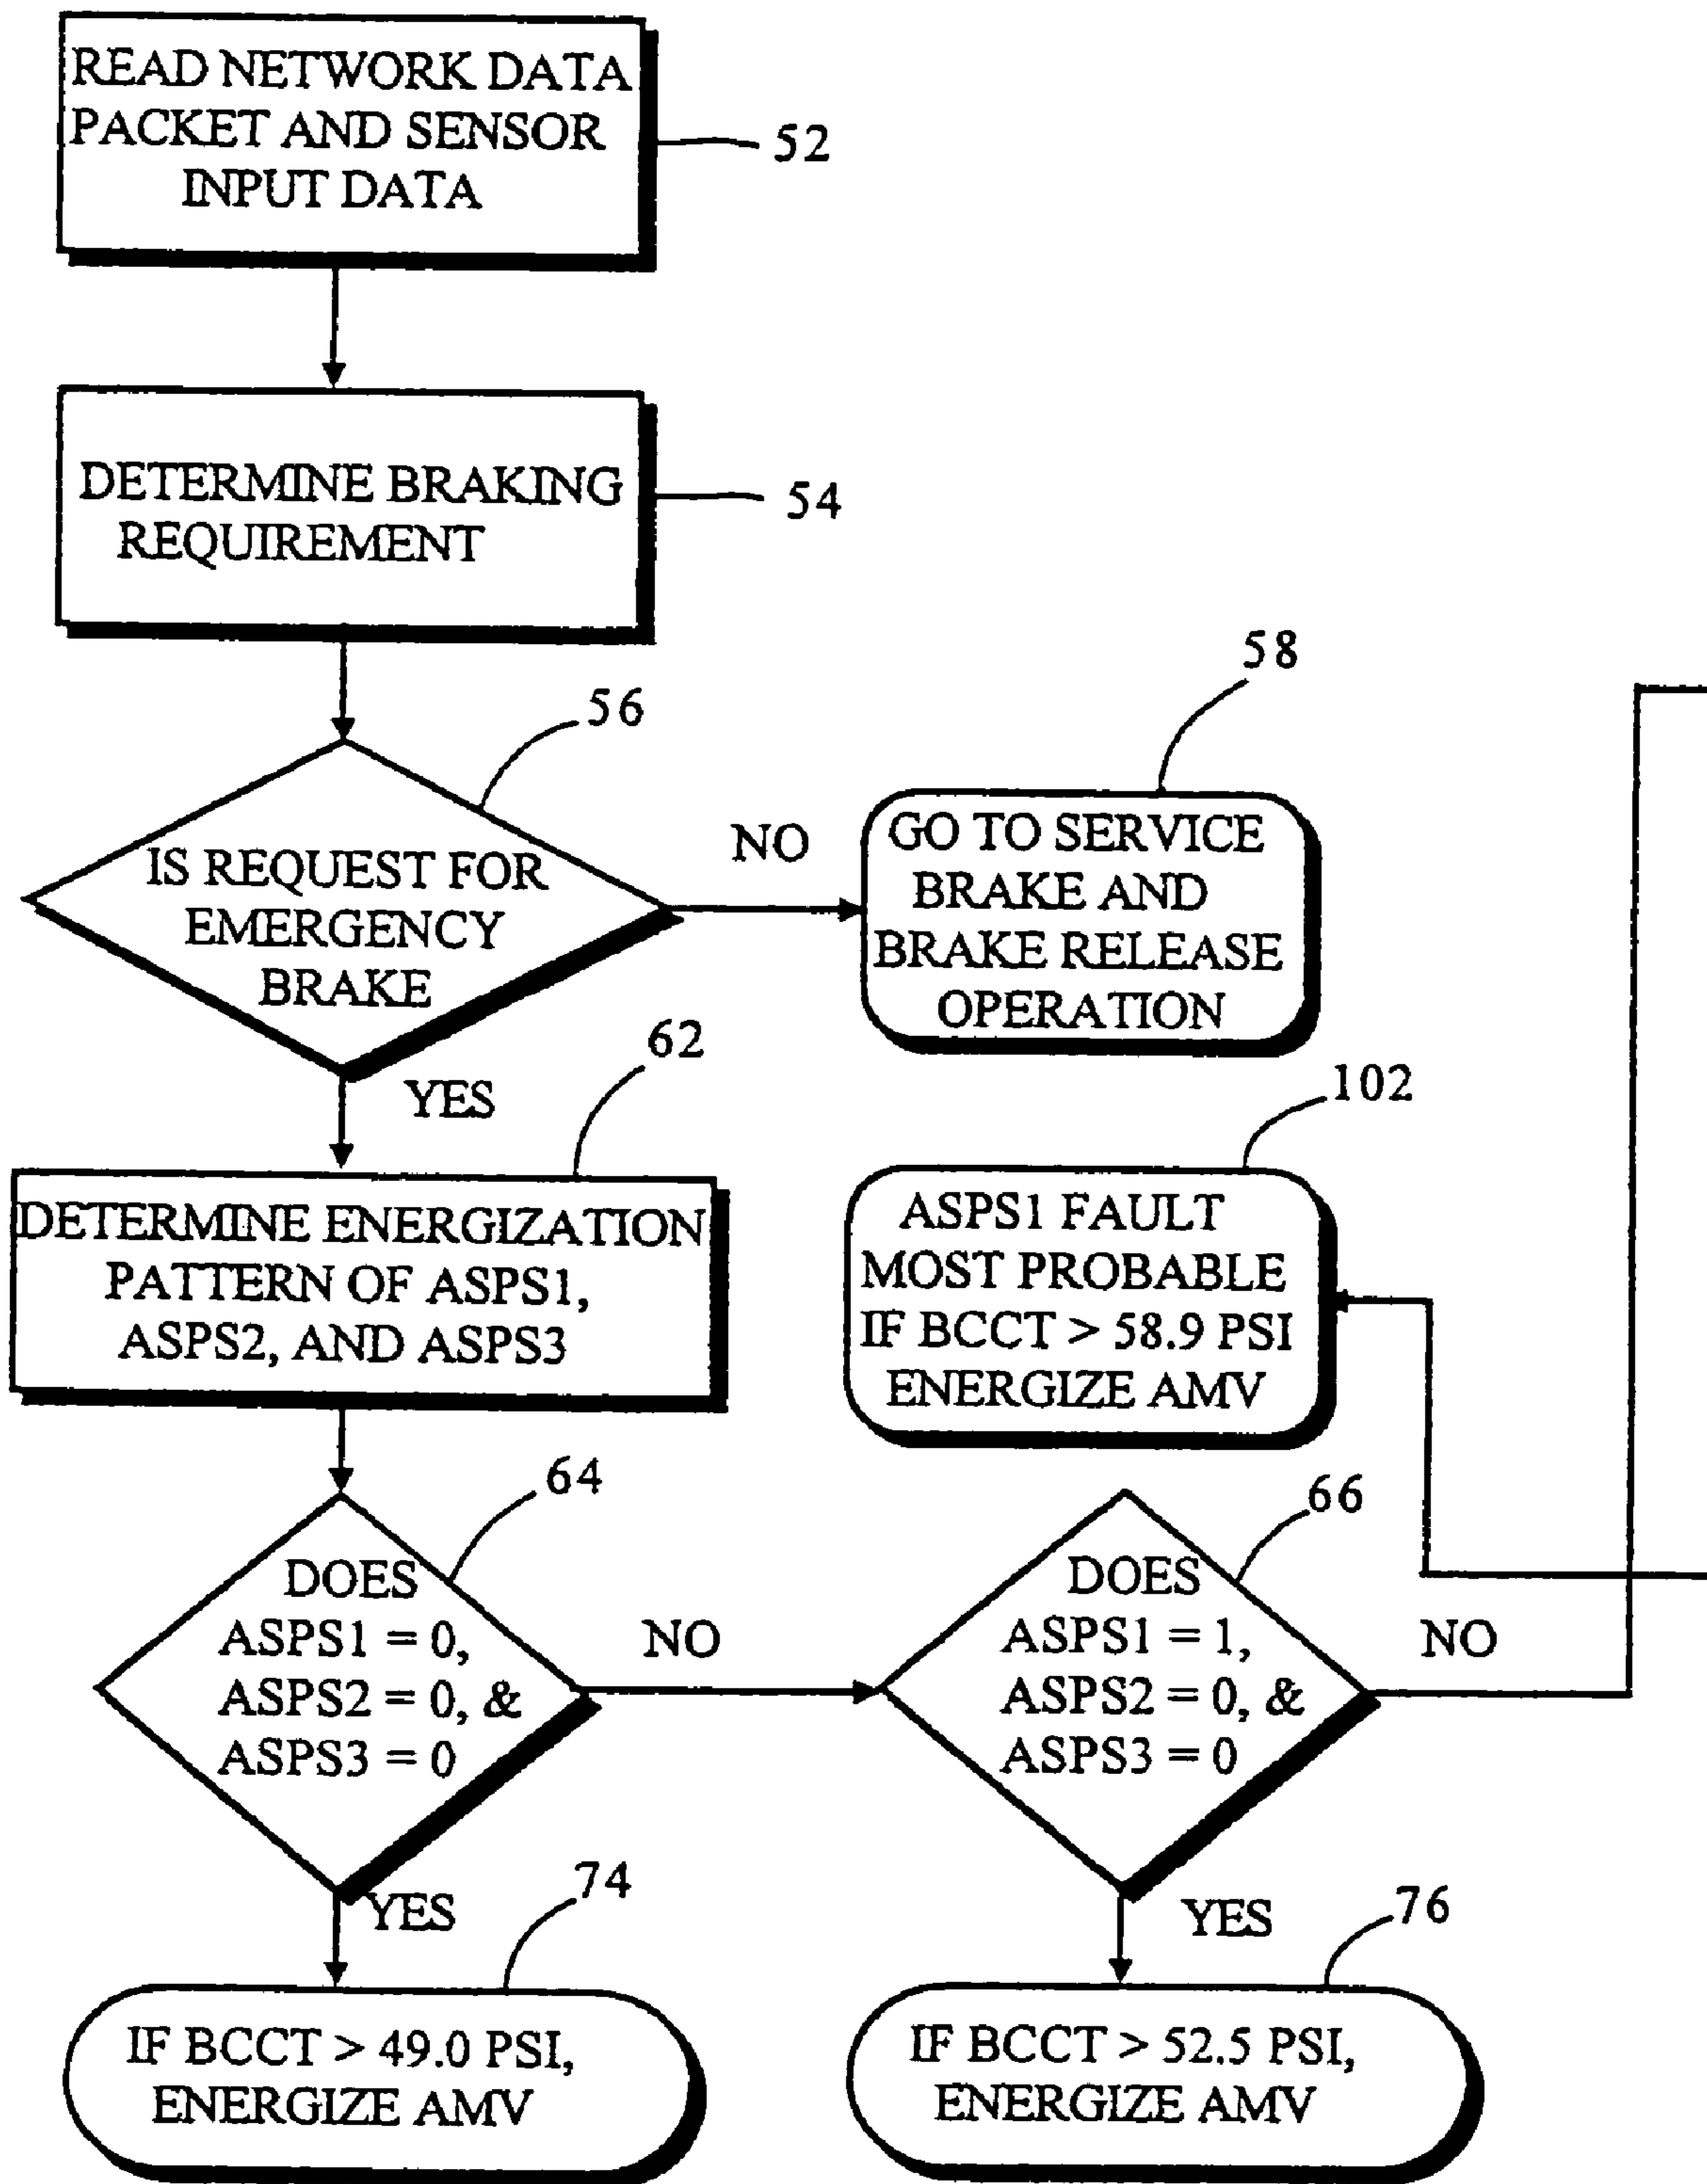 READ NETWORK DATA
PACKET AND SENSOR
INPUT DATA
52
DETERMINE BRAKING
REQUIREMENT
54
56
IS REQUEST FOR
EMERGENCY
BRAKE
NO
58
GO TO SERVICE
BRAKE AND
BRAKE RELEASE
OPERATION
YES
62
DETERMINE ENERGIZATION
PATTERN OF ASPS1,
ASPS2, AND ASPS3
102
ASPS1 FAULT
MOST PROBABLE
IF BCCT > 58.9 PSI
ENERGIZE AMV
64
DOES
ASPS1 = 0,
ASPS2 = 0, &
ASPS3 = 0
NO
66
DOES
ASPS1 = 1,
ASPS2 = 0, &
ASPS3 = 0
NO
YES
74
IF BCCT > 49.0 PSI,
ENERGIZE AMV
YES
76
IF BCCT > 52.5 PSI,
ENERGIZE AMV